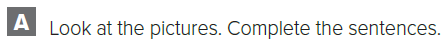 A Look at the pictures. Complete the sentences.